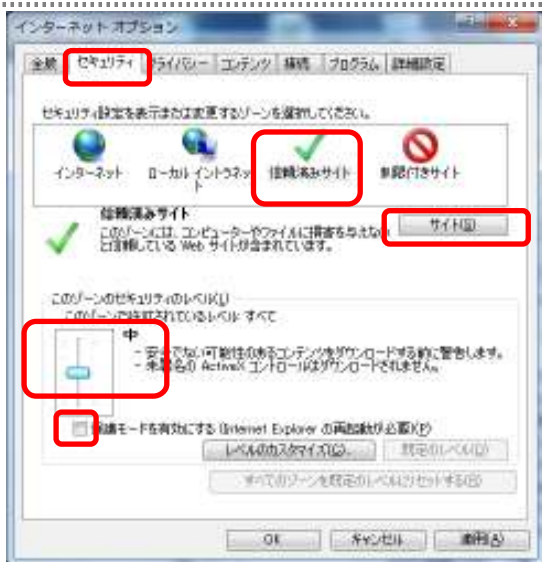 インターネット オプション
全般 セキュリティ プライバシー コンテンツ 接続 プログラム 詳細設定
セキュリティ設定を表示または変更するゾーンを選択してください。
インターネット ローカル イントラネット 信頼済みサイト 制限付きサイト
信頼済みサイト
このゾーンには、コンピューターやファイルに損害を与えない
と信頼している Web サイトが含まれています。
サイト(S)
このゾーンのセキュリティのレベル(L)
このゾーンで許可されているレベル: すべて
中
- 安全でない可能性のあるコンテンツをダウンロードする前に警告します。
- 未署名の ActiveX コントロールはダウンロードされません。
保護モードを有効にする (Internet Explorer の再起動が必要)(P)
レベルのカスタマイズ(C)... 既定のレベル(D)
すべてのゾーンを既定のレベルにリセットする(R)
OK キャンセル 適用(A)